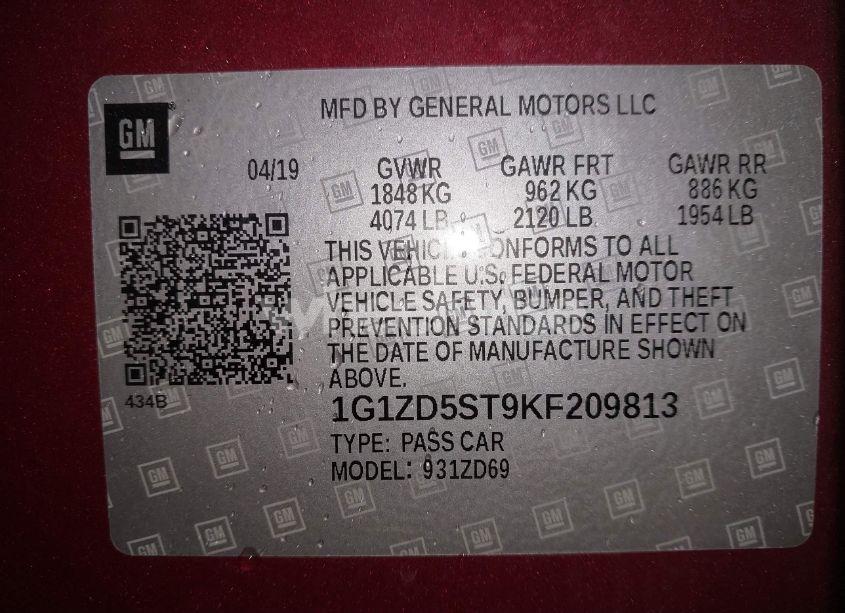 GM
MFD BY GENERAL MOTORS LLC
04/19 GVWR GAWR FRT GAWR RR
1848 KG 962 KG 886 KG
4074 LB 2120 LB 1954 LB
THIS VEHICLE CONFORMS TO ALL
APPLICABLE U.S. FEDERAL MOTOR
VEHICLE SAFETY, BUMPER, AND THEFT
PREVENTION STANDARDS IN EFFECT ON
THE DATE OF MANUFACTURE SHOWN
ABOVE.
434B
1G1ZD5ST9KF209813
TYPE: PASS CAR
MODEL: 931ZD69